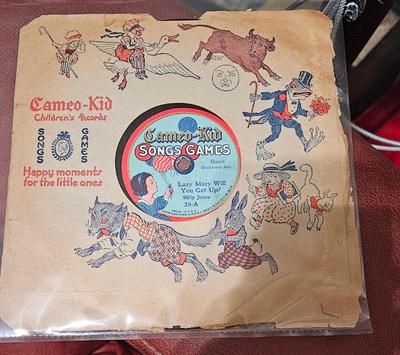 Cameo-Kid
Children's Records
SONGS
GAMES
Happy moments
for the little ones
Cameo-Kid
SONGS GAMES
Lazy Mary Will
You Get Up?
Billy Jones
20-A